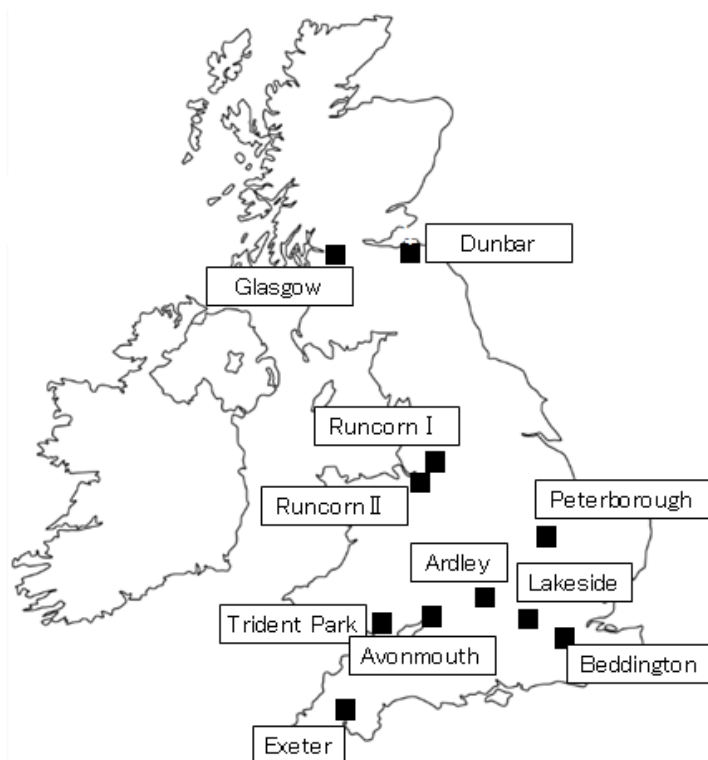 Dunbar
Glasgow
Runcorn Ⅰ
Runcorn Ⅱ
Peterborough
Ardley
Lakeside
Trident Park
Avonmouth
Beddington
Exeter